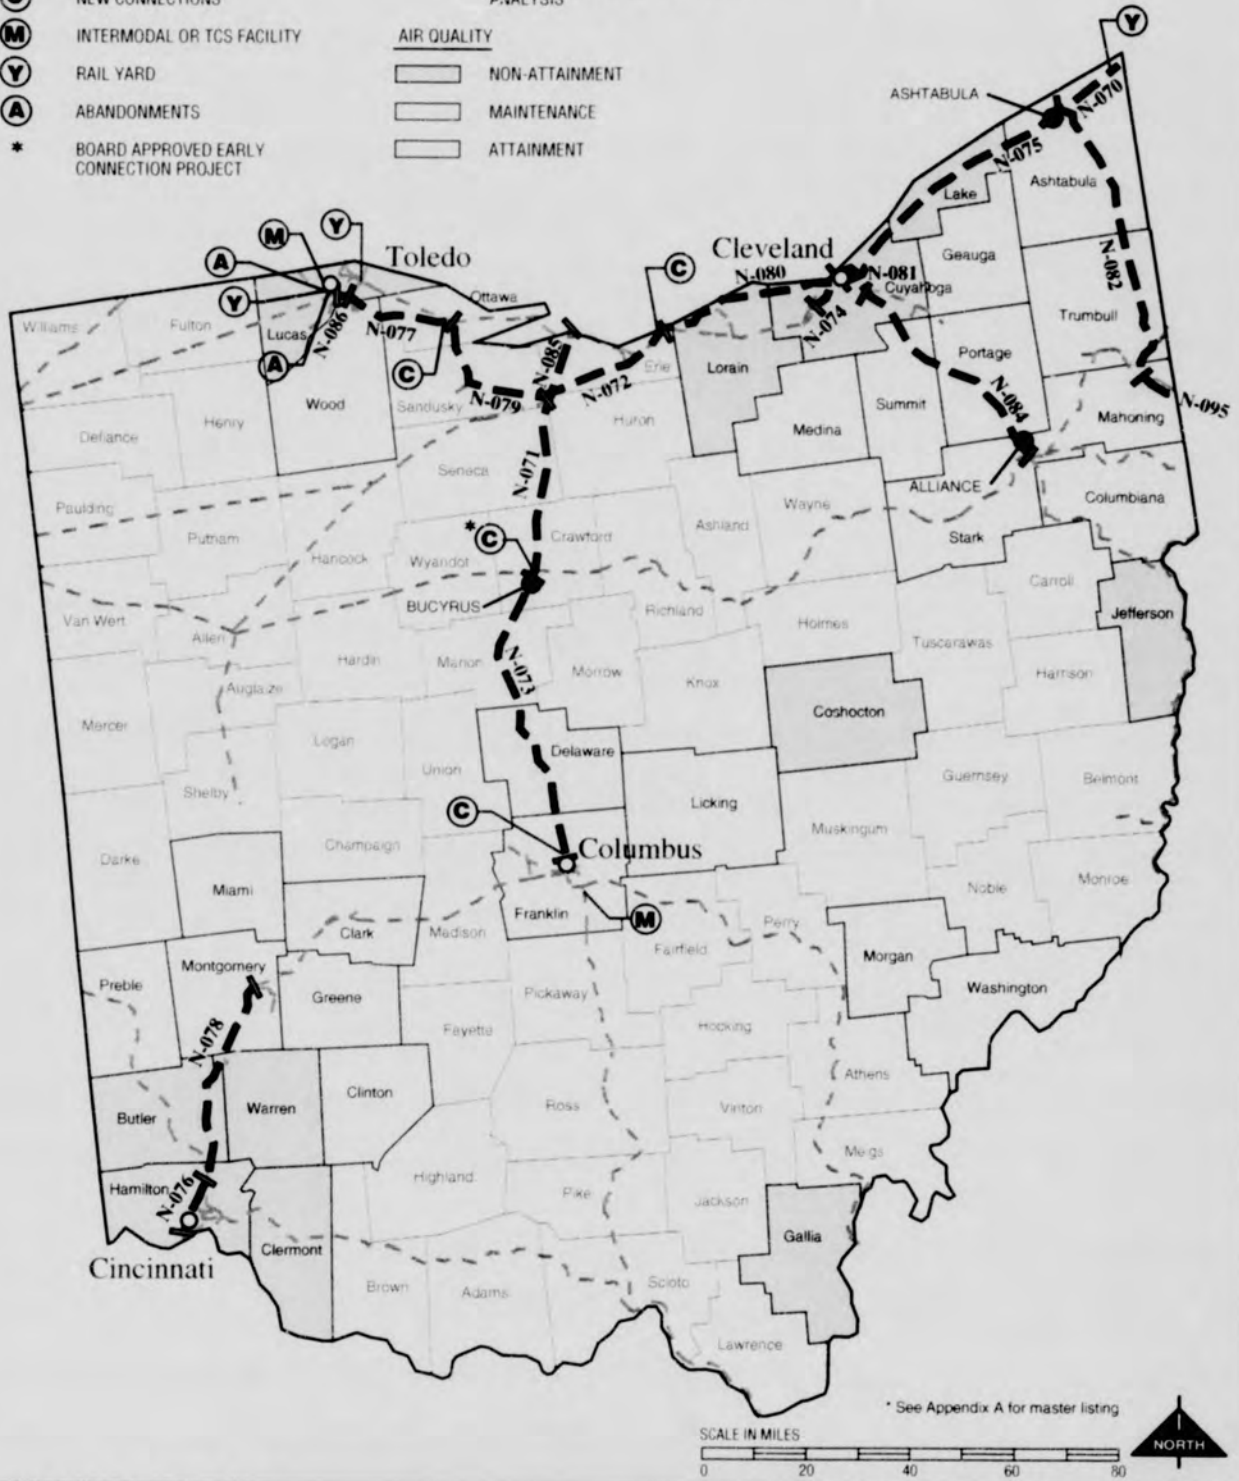 C NEW CONNECTIONS
ANALYSIS
M INTERMODAL OR TCS FACILITY
Y RAIL YARD
A ABANDONMENTS
* BOARD APPROVED EARLY
CONNECTION PROJECT
AIR QUALITY
NON-ATTAINMENT
MAINTENANCE
ATTAINMENT
Y
ASHTABULA
N-070
N-075
Ashtabula
Lake
M
Y
A
Toledo
Cleveland
C
N-080
N-081
Geauga
N-082
Y
Ottawa
Cuyahoga
Williams
Fulton
Lucas
N-086
N-077
N-074
Trumbull
A
C
N-085
Erie
Lorain
Portage
N-079
N-072
N-084
Wood
Sandusky
Summit
N-095
Henry
Huron
Medina
Mahoning
Defiance
N-071
Seneca
ALLIANCE
Columbiana
Paulding
Wayne
Putnam
*C
Crawford
Ashland
Stark
Hancock
Wyandot
Carroll
BUCYRUS
Richland
Jefferson
Van Wert
Allen
Holmes
Tuscarawas
Hardin
Marion
N-073
Morrow
Knox
Harrison
Auglaize
Mercer
Coshocton
Logan
Delaware
Union
Guernsey
Belmont
Shelby
Licking
C
Muskingum
Champaign
Columbus
Darke
Miami
Noble
Monroe
Franklin
M
Clark
Madison
Perry
Fairfield
Morgan
Montgomery
Preble
Greene
Pickaway
Washington
Fayette
Hocking
N-078
Athens
Clinton
Butler
Warren
Ross
Vinton
Meigs
Hamilton
N-076
Highland
Pike
Jackson
Gallia
Clermont
Cincinnati
Brown
Adams
Scioto
Lawrence
* See Appendix A for master listing
SCALE IN MILES
0 20 40 60 80
NORTH